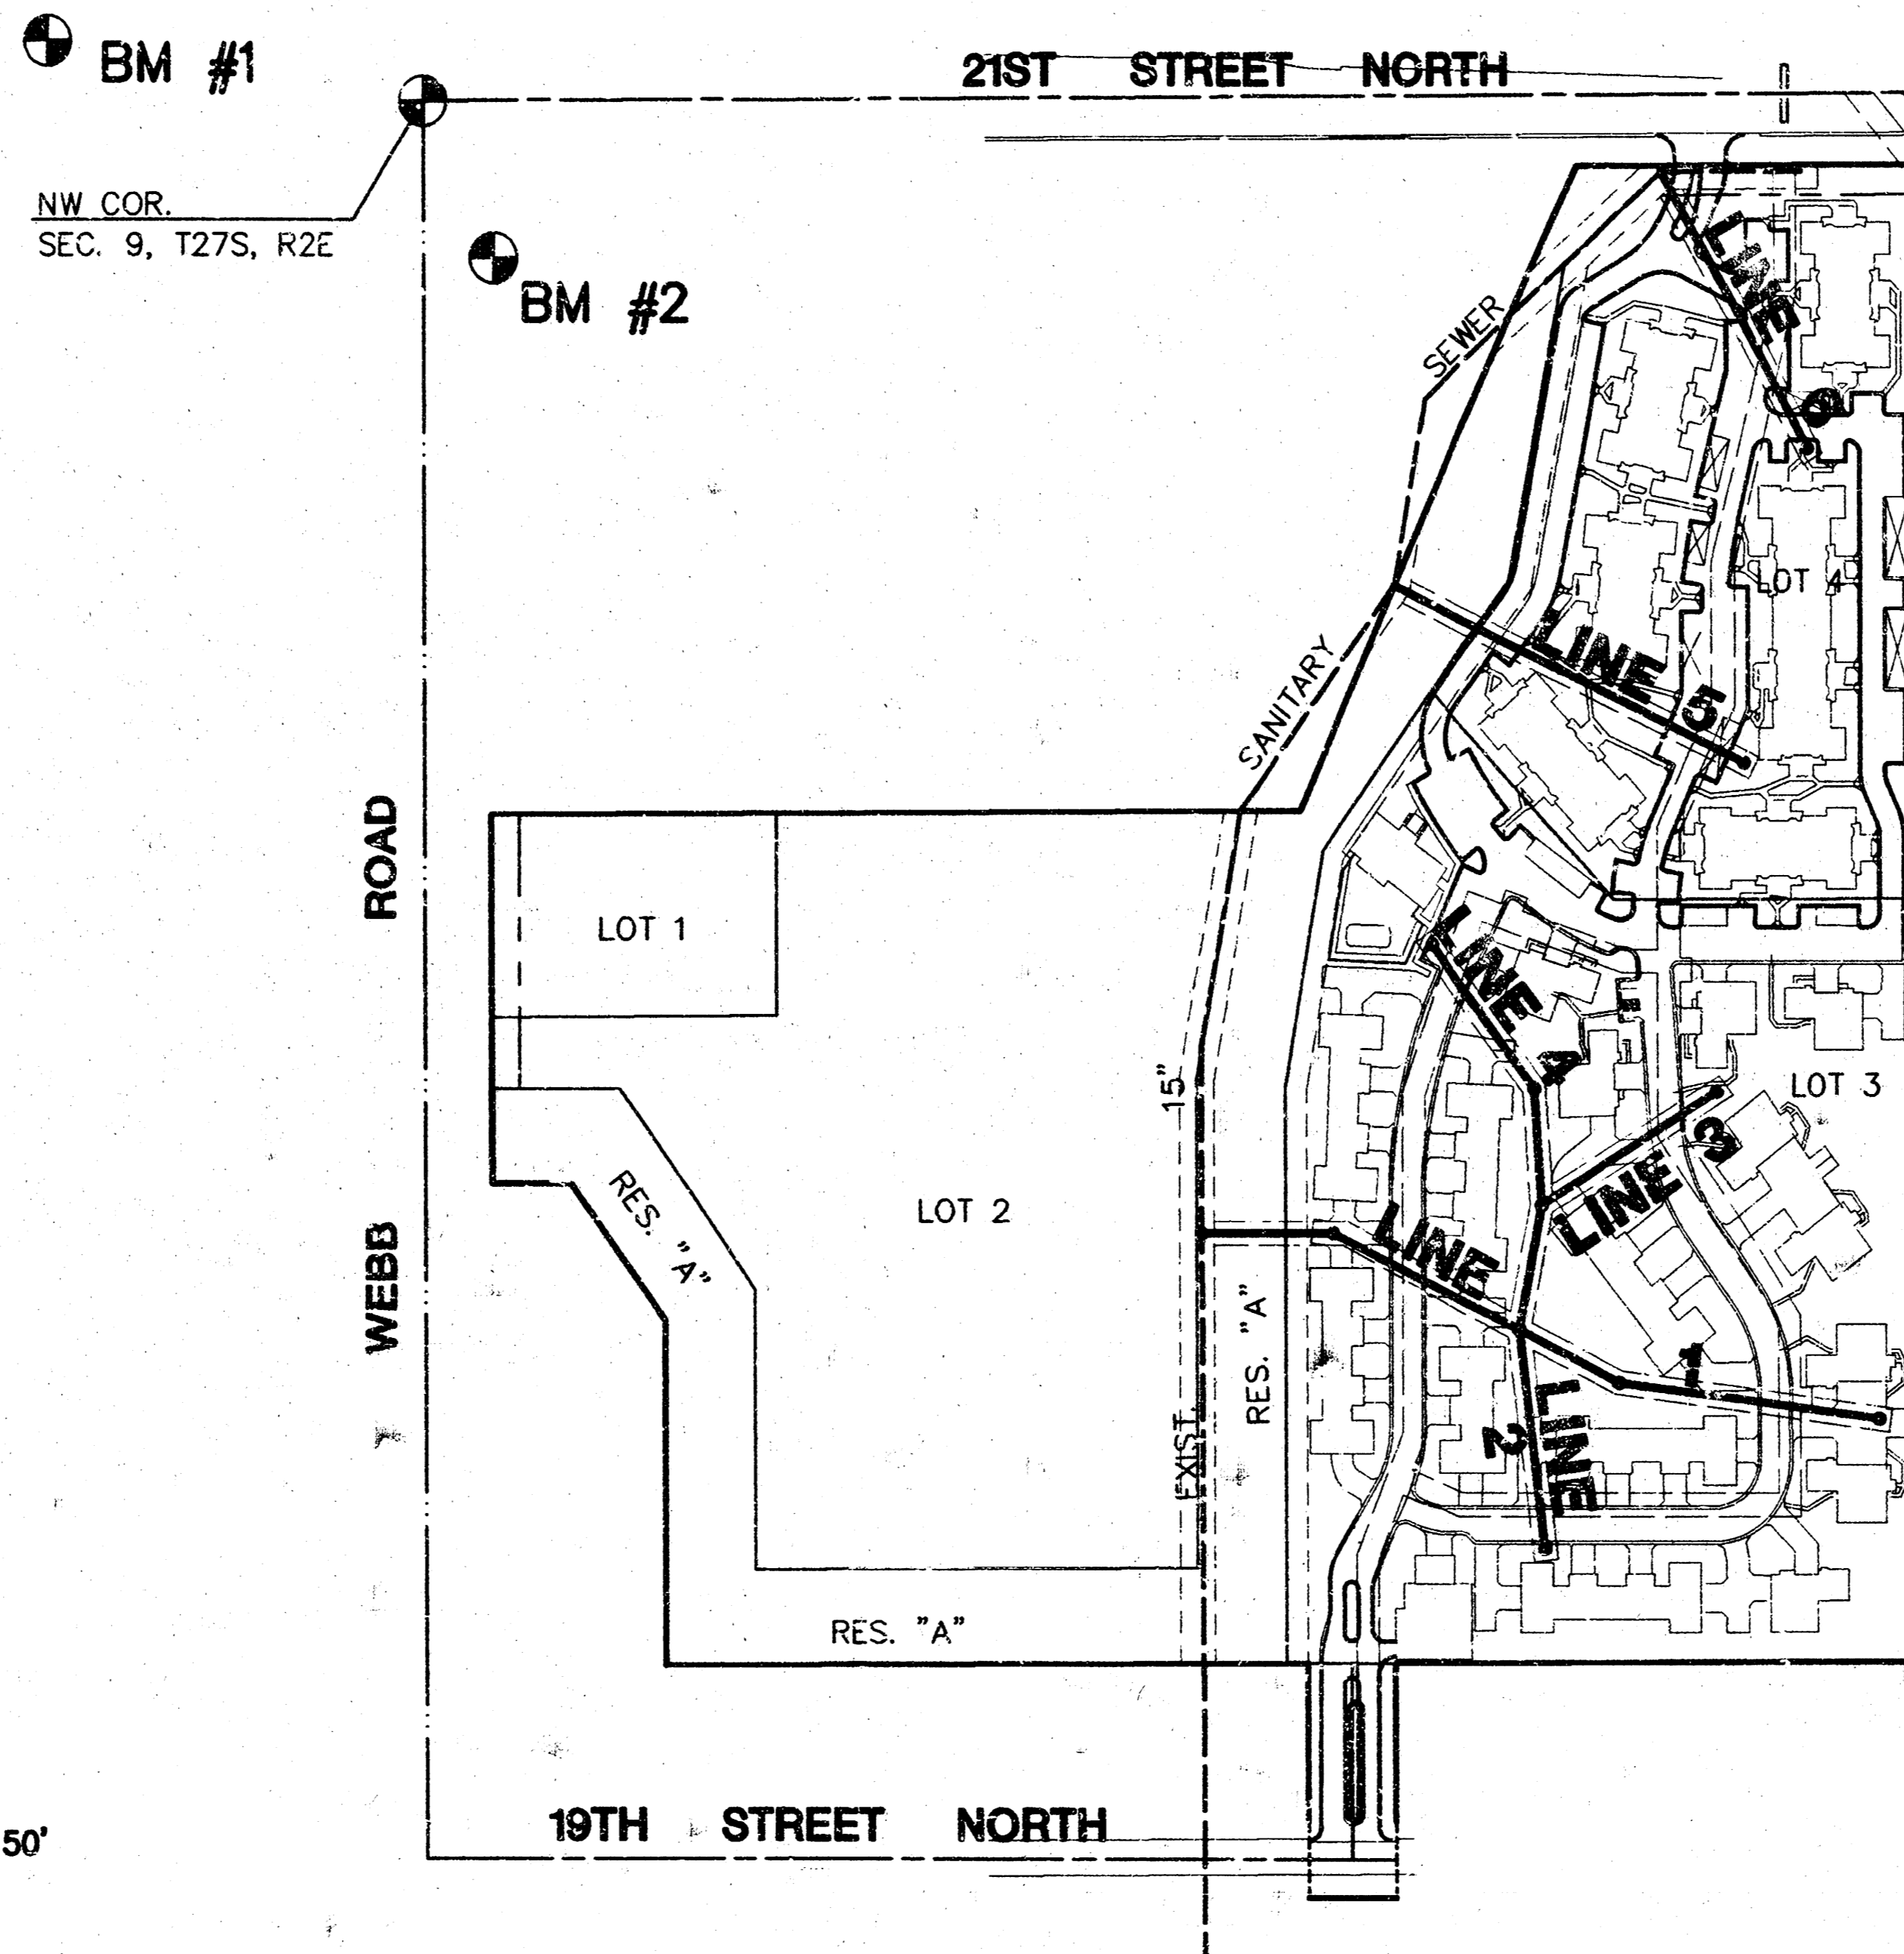 BM #1
21ST STREET NORTH
NW COR.
SEC. 9, T27S, R2E
BM #2
LINE 6
SEWER
LOT 4
LINE 5
SANITARY
ROAD
LOT 1
LINE 4
15"
LOT 3
LINE 3
RES. "A"
LOT 2
WEBB
LINE 1
RES. "A"
LINE 2
EXIST.
RES. "A"
19TH STREET NORTH
50'